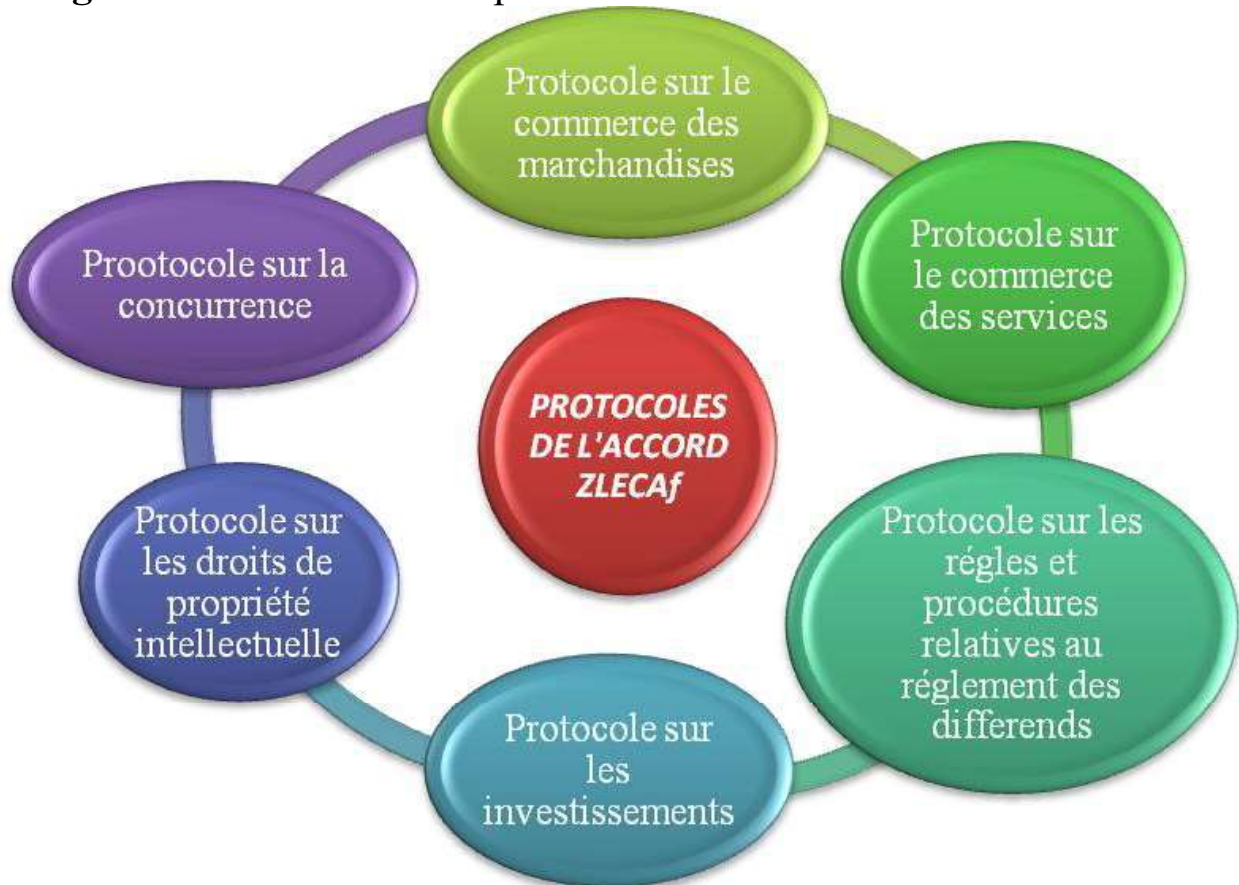 Protocole sur le
commerce des
marchandises
Protocole sur
le commerce
des services
Protocole sur les
régles et
procédures
relatives au
réglement des
differends
Protocole sur
les
investissements
Protocole sur
les droits de
propriété
intellectuelle
Prootocole sur la
concurrence
PROTOCOLES
DE L'ACCORD
ZLECAf